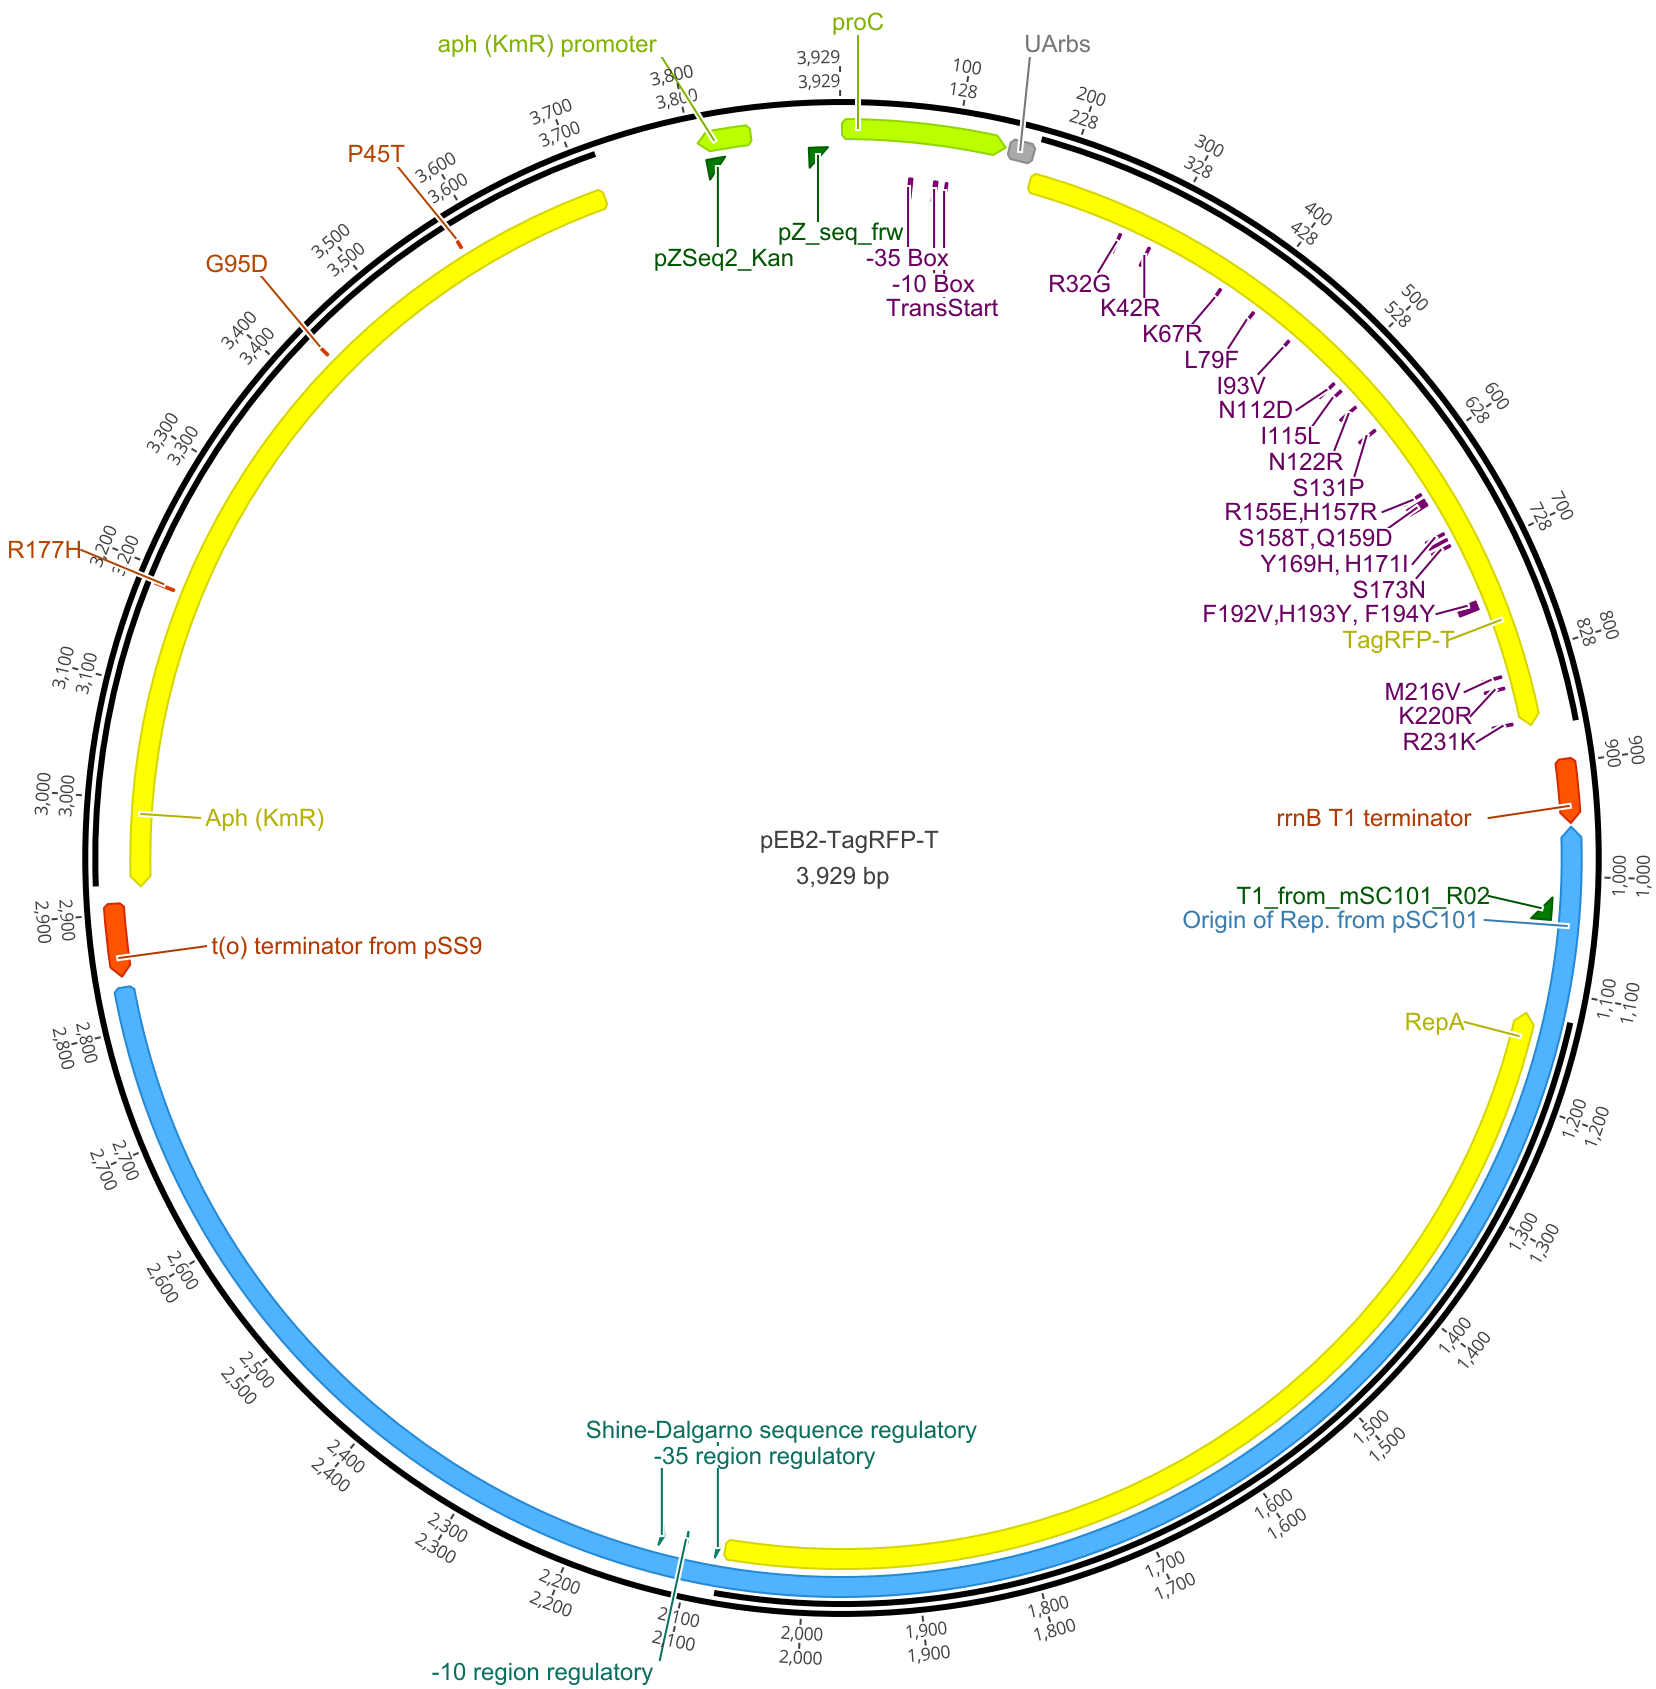 proC
aph (KmR) promoter
UArbs
3,929
3,929
100
128
200
228
300
328
400
428
500
528
600
628
700
728
800
828
900
900
1,000
1,000
1,100
1,100
1,200
1,200
1,300
1,300
1,400
1,400
1,500
1,500
1,600
1,600
1,700
1,700
1,800
1,800
1,900
1,900
2,000
2,000
2,100
2,100
2,200
2,200
2,300
2,300
2,400
2,400
2,500
2,500
2,600
2,600
2,700
2,700
2,800
2,800
2,900
2,900
3,000
3,000
3,100
3,100
3,200
3,200
3,300
3,300
3,400
3,400
3,500
3,500
3,600
3,600
3,700
3,700
3,800
3,800
P45T
G95D
R177H
pZ_seq_frw
pZSeq2_Kan
-35 Box
-10 Box
TransStart
R32G
K42R
K67R
L79F
I93V
N112D
I115L
N122R
S131P
R155E,H157R
S158T,Q159D
Y169H, H171I
S173N
F192V,H193Y, F194Y
TagRFP-T
M216V
K220R
R231K
rrnB T1 terminator
Aph (KmR)
pEB2-TagRFP-T
3,929 bp
T1_from_mSC101_R02
Origin of Rep. from pSC101
t(o) terminator from pSS9
RepA
Shine-Dalgarno sequence regulatory
-35 region regulatory
-10 region regulatory